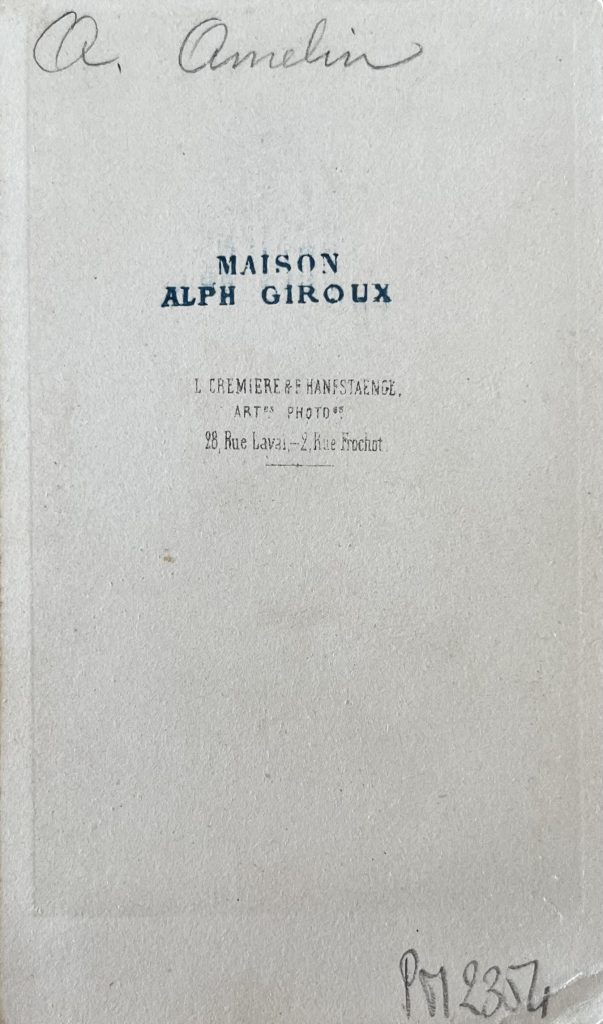 A. Amelin
MAISON
ALPH GIROUX
L CREMIERE & E HANFSTAENGL,
ARTES PHOTOES
28, Rue Laval,—2, Rue Frochot
PM 2354